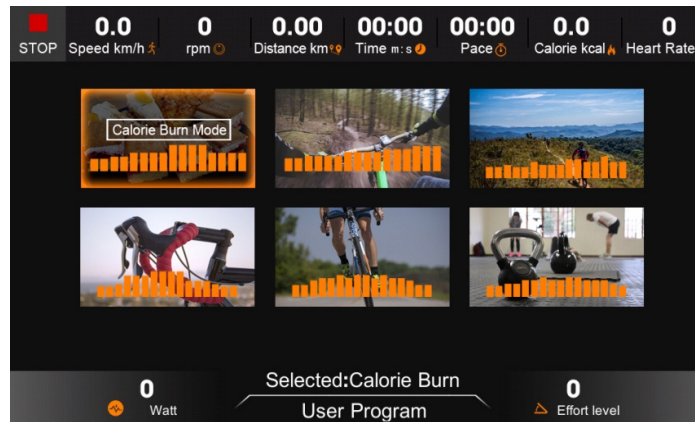 0.0 0 0.00 00:00 00:00 0.0 0
STOP Speed km/h rpm Distance km Time m:s Pace Calorie kcal Heart Rate
Calorie Burn Mode
Selected:Calorie Burn
0 0
Watt User Program Effort level